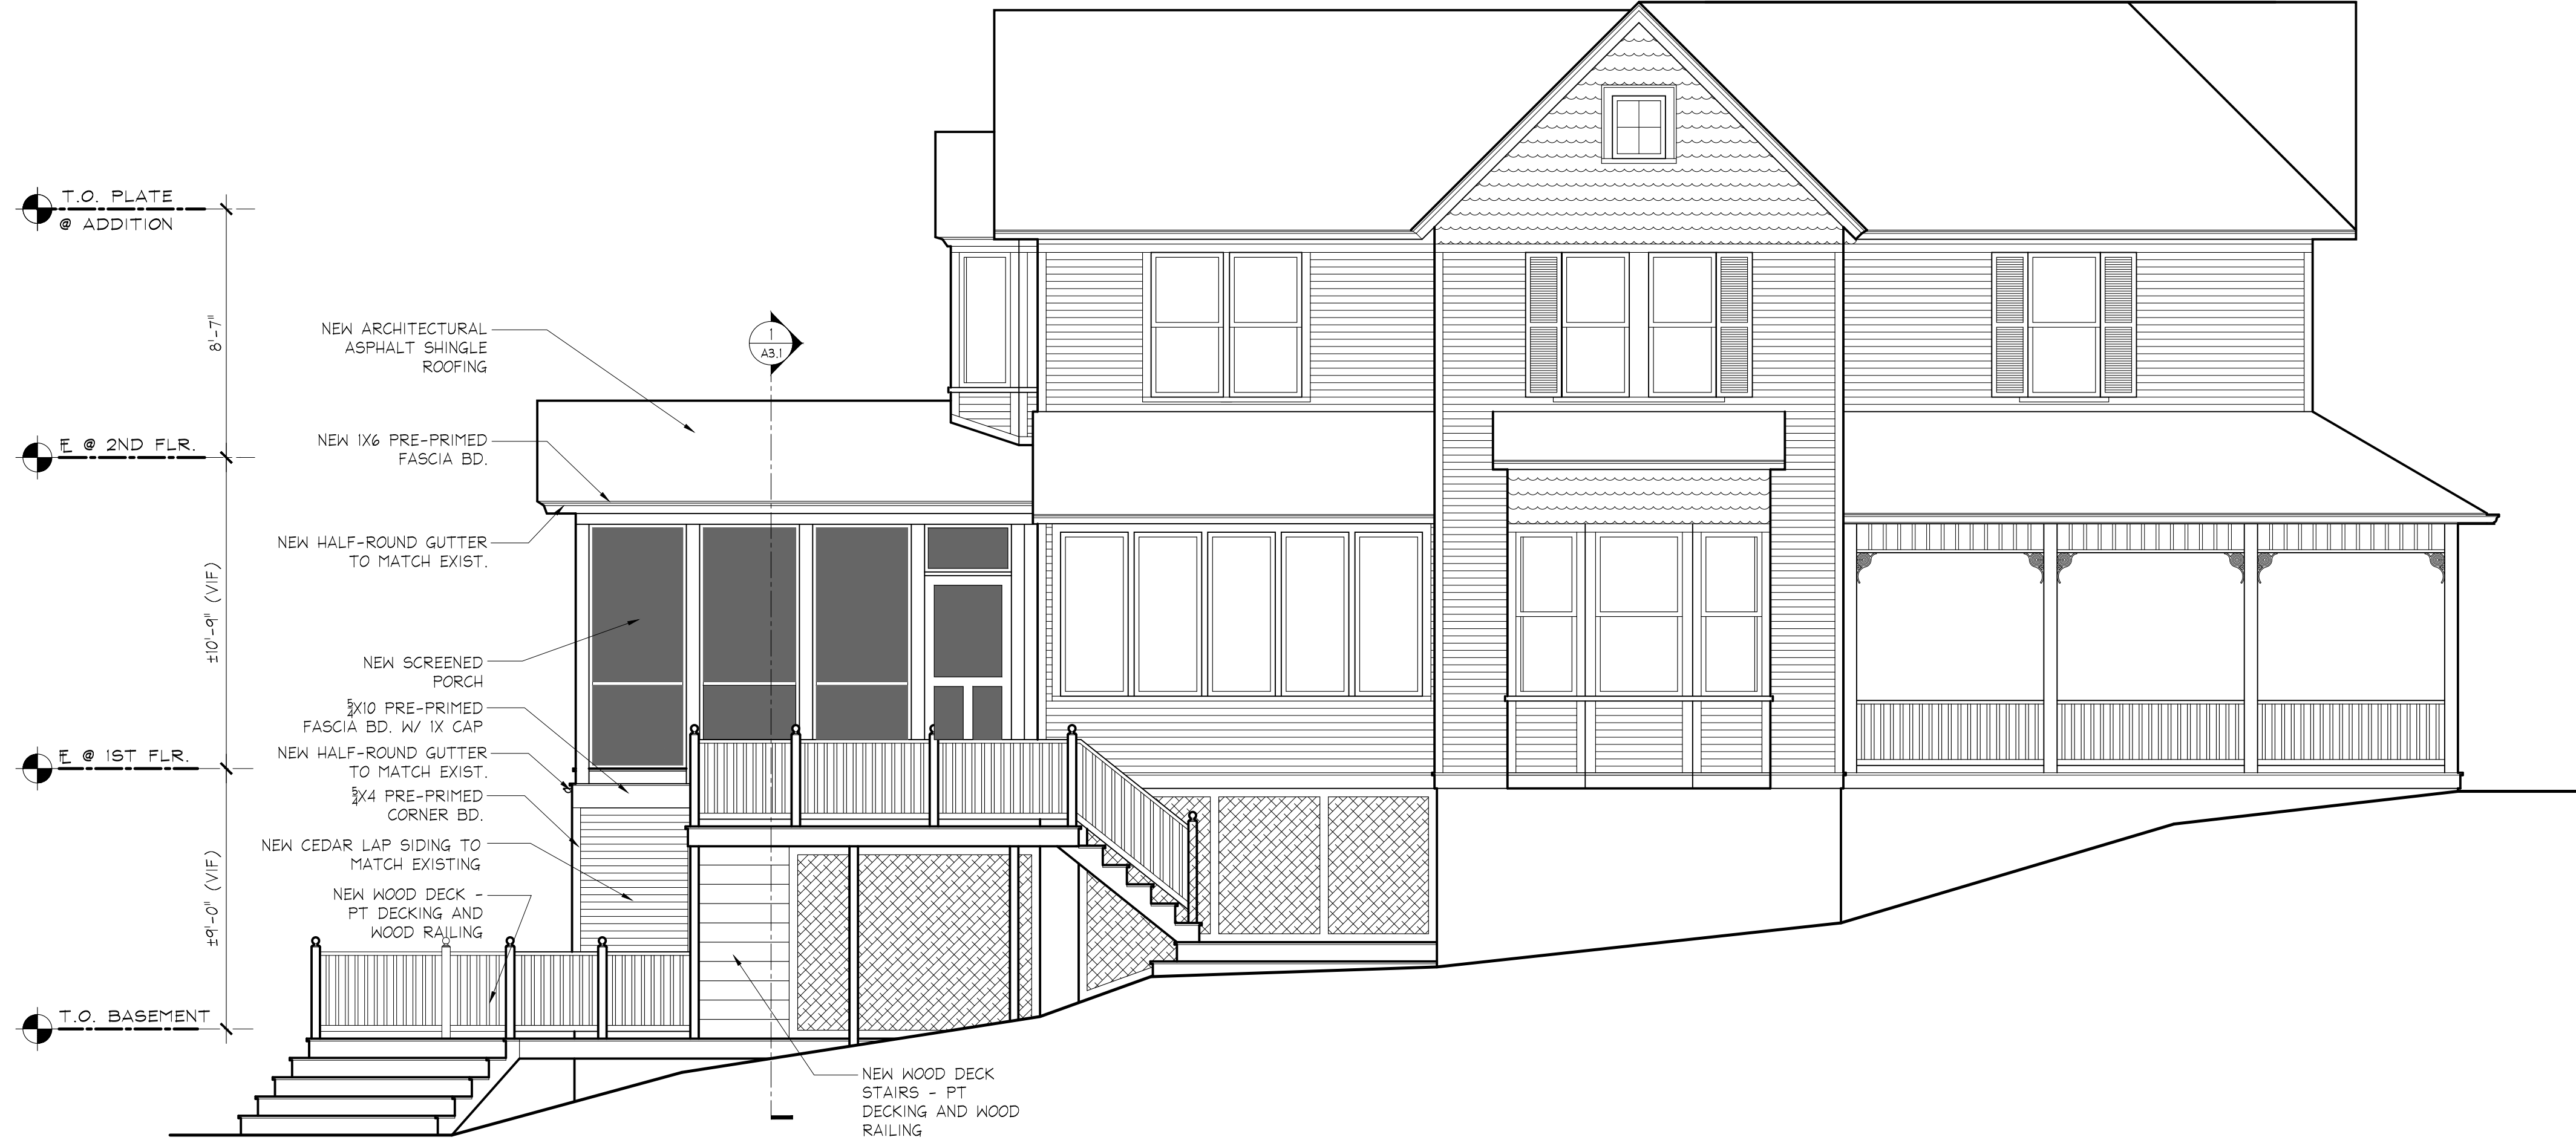 T.O. PLATE
@ ADDITION
8'-7"
NEW ARCHITECTURAL
ASPHALT SHINGLE
ROOFING
1
A3.1
NEW 1X6 PRE-PRIMED
FASCIA BD.
FL @ 2ND FLR.
NEW HALF-ROUND GUTTER
TO MATCH EXIST.
±10'-9" (VIF)
NEW SCREENED
PORCH
5/4X10 PRE-PRIMED
FASCIA BD. W/ 1X CAP
FL @ 1ST FLR.
NEW HALF-ROUND GUTTER
TO MATCH EXIST.
5/4X4 PRE-PRIMED
CORNER BD.
NEW CEDAR LAP SIDING TO
MATCH EXISTING
±9'-0" (VIF)
NEW WOOD DECK -
PT DECKING AND
WOOD RAILING
T.O. BASEMENT
NEW WOOD DECK
STAIRS - PT
DECKING AND WOOD
RAILING